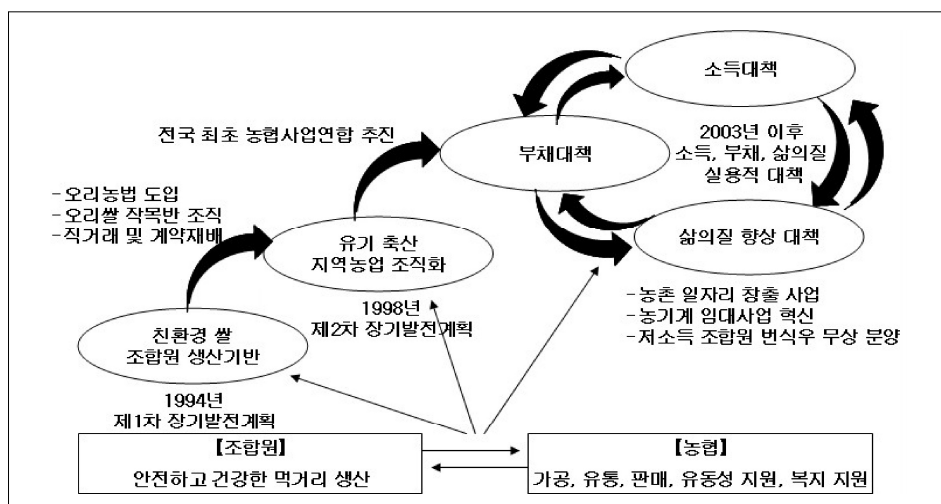 소득대책
전국 최초 농협사업연합 추진
부채대책
2003년 이후
소득, 부채, 삶의질
실용적 대책
-오리농법 도입
-오리쌀 작목반 조직
-직거래 및 계약재배
유기 축산
지역농업 조직화
삶의질 향상 대책
1998년
제2차 장기발전계획
-농촌 일자리 창출 사업
-농기계 임대사업 혁신
-저소득 조합원 번식우 무상 분양
친환경 쌀
조합원 생산기반
1994년
제1차 장기발전계획
【조합원】
안전하고 건강한 먹거리 생산
【농협】
가공, 유통, 판매, 유동성 지원, 복지 지원